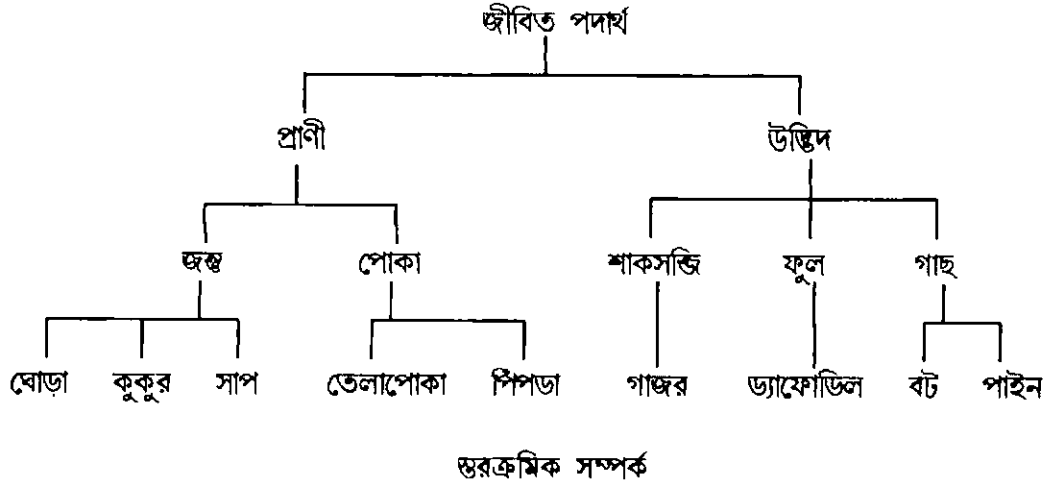 জীবিত পদার্থ
প্রাণী উদ্ভিদ
জন্তু পোকা শাকসব্জি ফুল গাছ
ঘোড়া কুকুর সাপ তেলাপোকা পিঁপড়া গাজর ড্যাফোডিল বট পাইন
স্তরক্রমিক সম্পর্ক